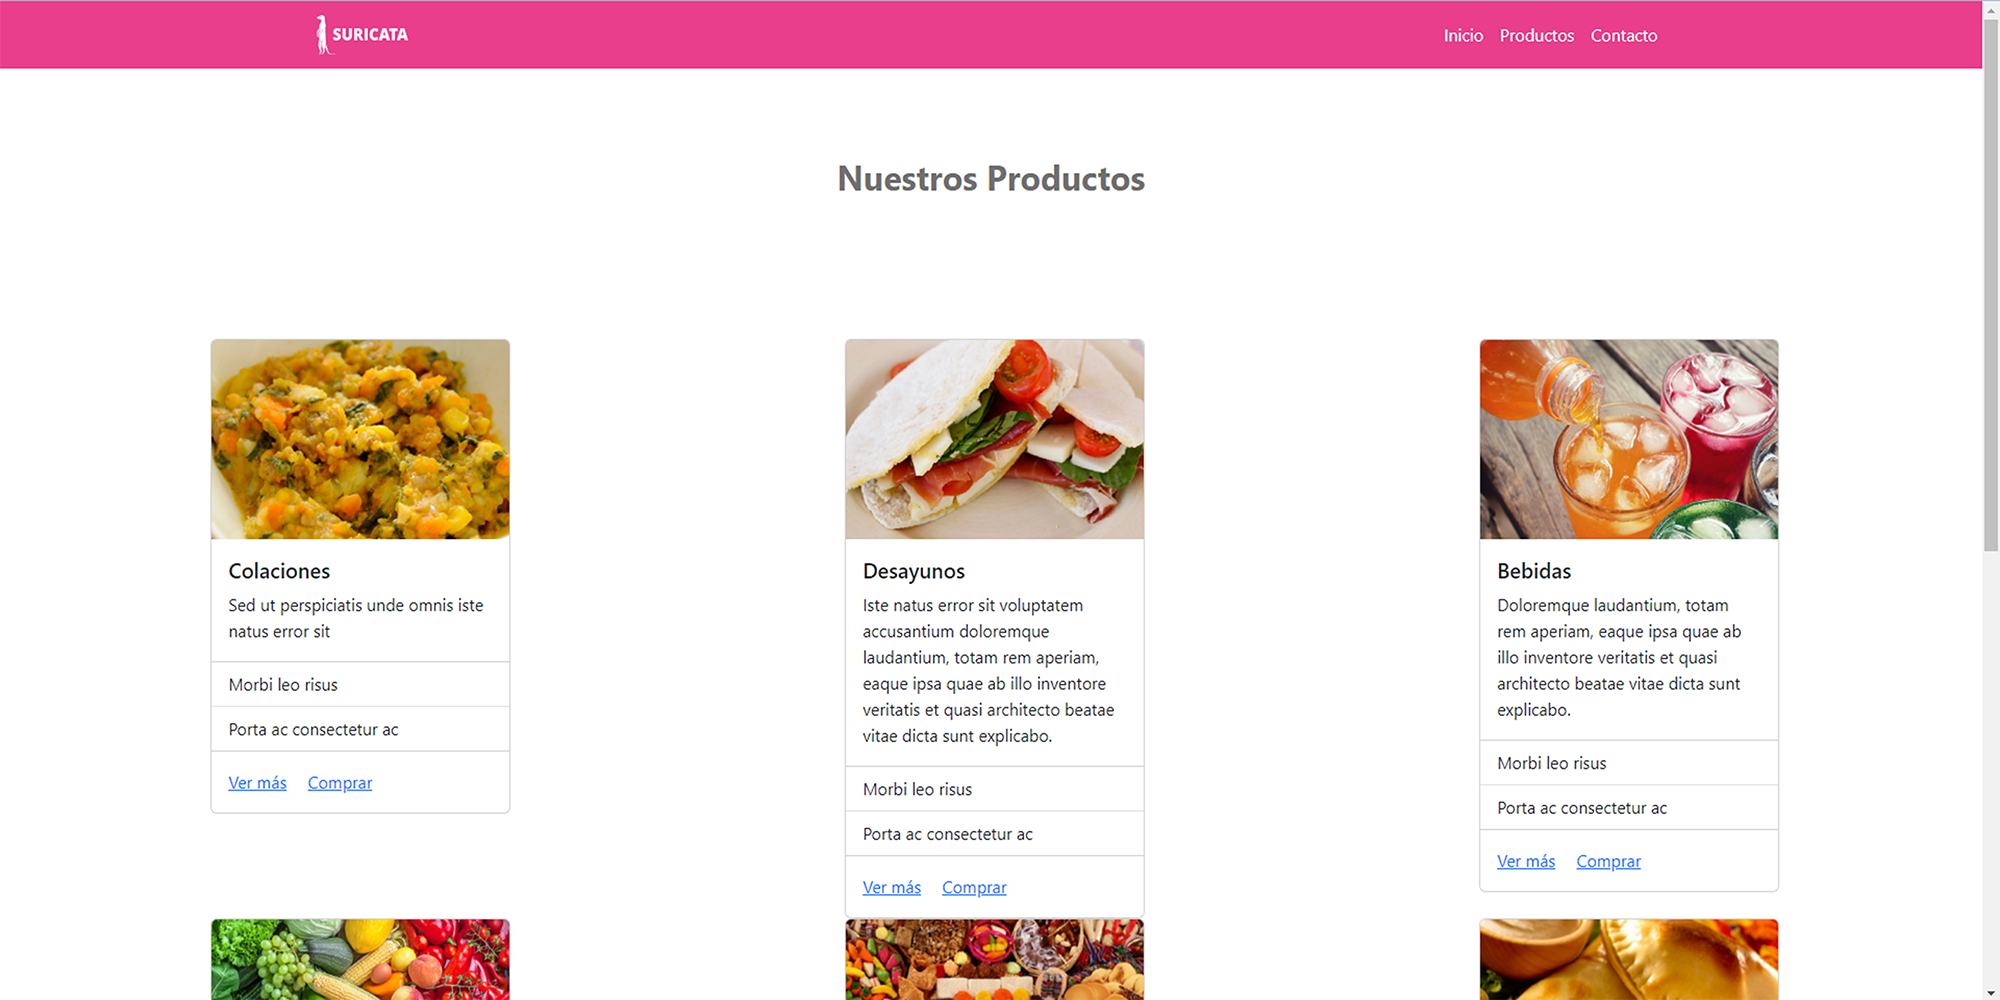 SURICATA
Inicio Productos Contacto
Nuestros Productos
Colaciones
Sed ut perspiciatis unde omnis iste
natus error sit
Morbi leo risus
Porta ac consectetur ac
Ver más Comprar
Desayunos
Iste natus error sit voluptatem
accusantium doloremque
laudantium, totam rem aperiam,
eaque ipsa quae ab illo inventore
veritatis et quasi architecto beatae
vitae dicta sunt explicabo.
Morbi leo risus
Porta ac consectetur ac
Ver más Comprar
Bebidas
Doloremque laudantium, totam
rem aperiam, eaque ipsa quae ab
illo inventore veritatis et quasi
architecto beatae vitae dicta sunt
explicabo.
Morbi leo risus
Porta ac consectetur ac
Ver más Comprar